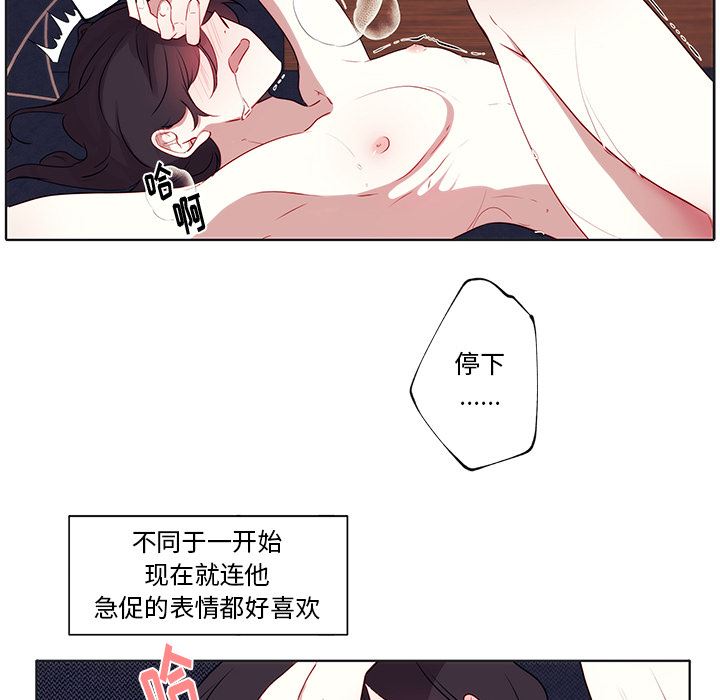 哈
啊
停下
……
不同于一开始
现在就连他
急促的表情都好喜欢
哈